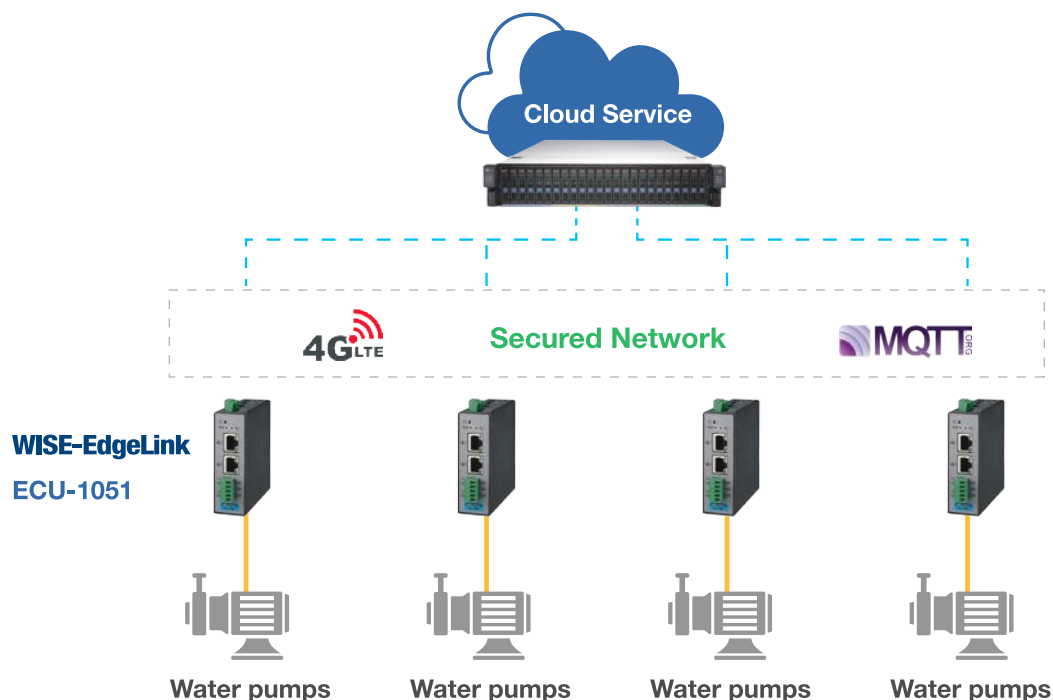 Cloud Service
4G LTE
Secured Network
MQTT.ORG
WISE-EdgeLink
ECU-1051
Water pumps
Water pumps
Water pumps
Water pumps